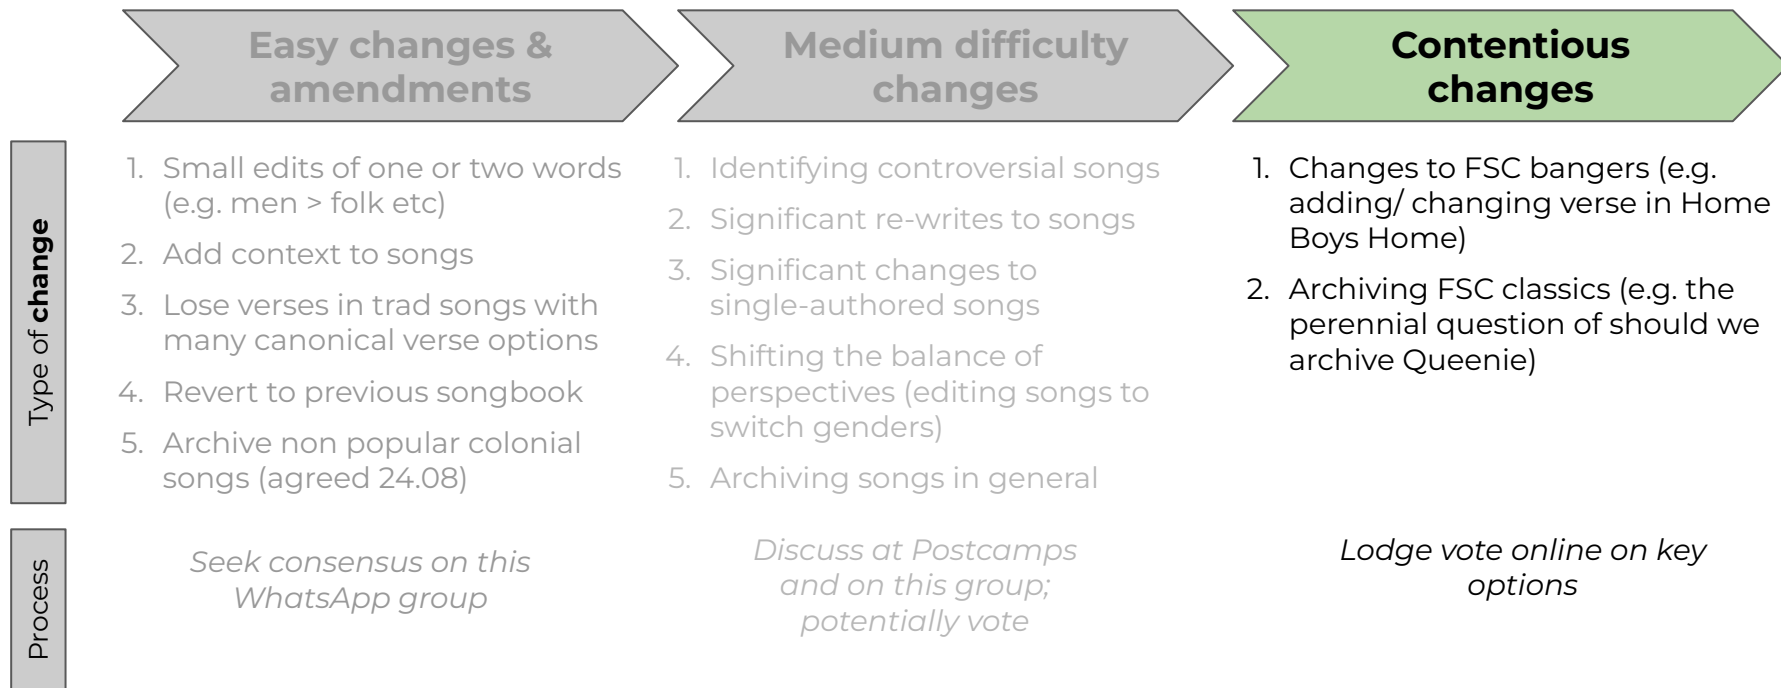 Easy changes &
amendments
Medium difficulty
changes
Contentious
changes
Type of change
1. Small edits of one or two words
(e.g. men > folk etc)
2. Add context to songs
3. Lose verses in trad songs with
many canonical verse options
4. Revert to previous songbook
5. Archive non popular colonial
songs (agreed 24.08)
1. Identifying controversial songs
2. Significant re-writes to songs
3. Significant changes to
single-authored songs
4. Shifting the balance of
perspectives (editing songs to
switch genders)
5. Archiving songs in general
1. Changes to FSC bangers (e.g.
adding/ changing verse in Home
Boys Home)
2. Archiving FSC classics (e.g. the
perennial question of should we
archive Queenie)
Process
Seek consensus on this
WhatsApp group
Discuss at Postcamps
and on this group;
potentially vote
Lodge vote online on key
options